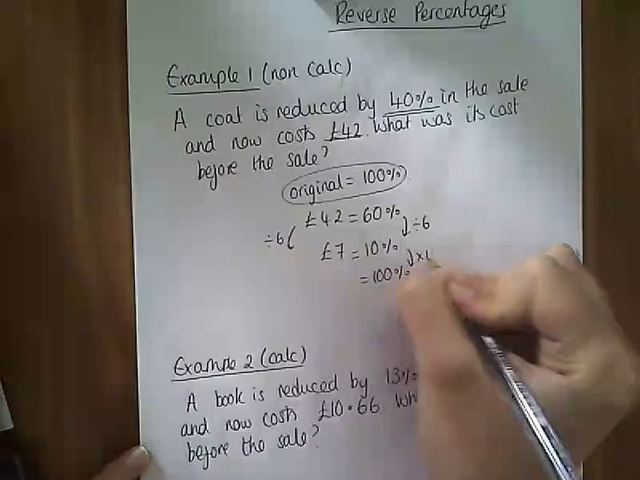 Reverse Percentages
Example 1 (non calc)
A coat is reduced by 40% in the sale
and now costs £42. What was its cost
before the sale?
original = 100%
£42 = 60%
÷6
÷6
£7 = 10%
×1
= 100%
Example 2 (calc)
A book is reduced by 13%
and now costs £10.66
before the sale?